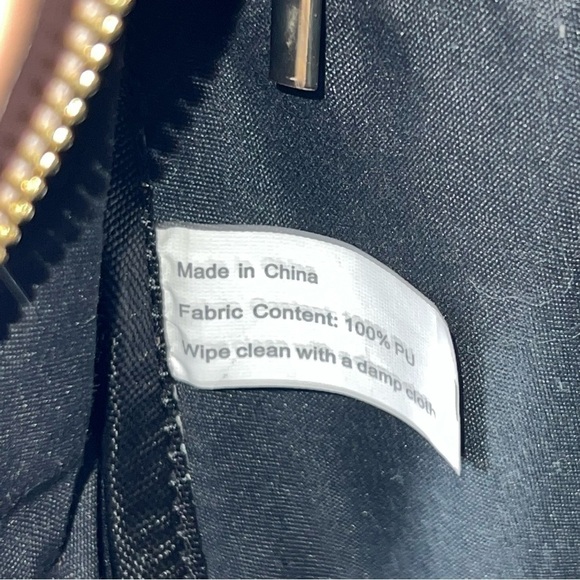 Made in China
Fabric Content: 100% PU
Wipe clean with a damp cloth